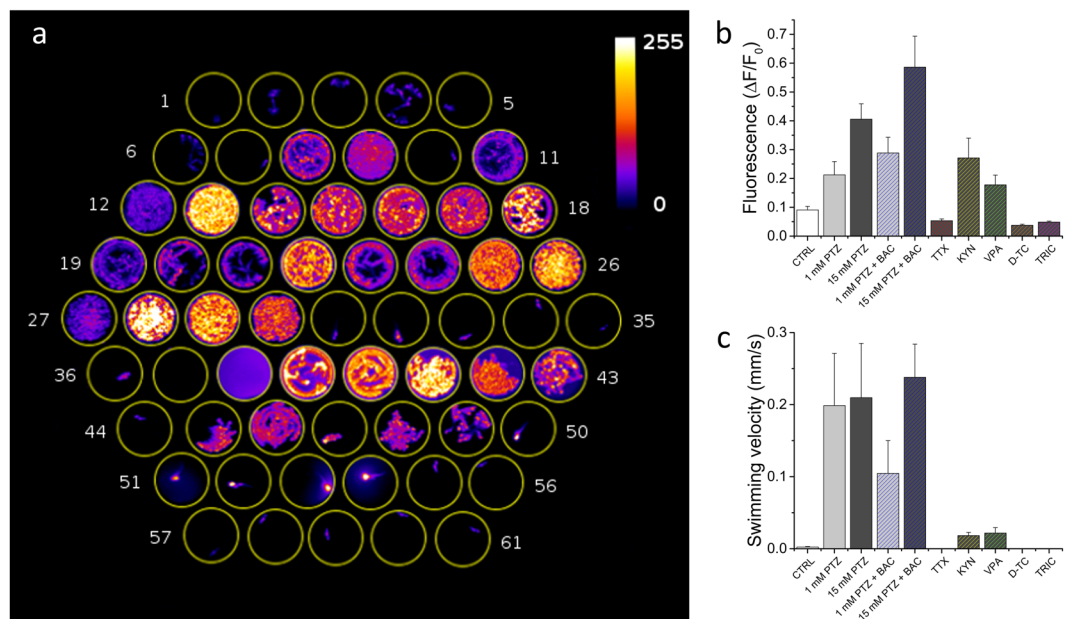 a
255
0
1
5
6
11
12
18
19
26
27
35
36
43
44
50
51
56
57
61
b
Fluorescence (ΔF/F0)
0.7
0.6
0.5
0.4
0.3
0.2
0.1
0.0
CTRL
1 mM PTZ
15 mM PTZ
1 mM PTZ + BAC
15 mM PTZ + BAC
TTX
KYN
VPA
D-TC
TRIC
c
Swimming velocity (mm/s)
0.3
0.2
0.1
0.0
CTRL
1 mM PTZ
15 mM PTZ
1 mM PTZ + BAC
15 mM PTZ + BAC
TTX
KYN
VPA
D-TC
TRIC